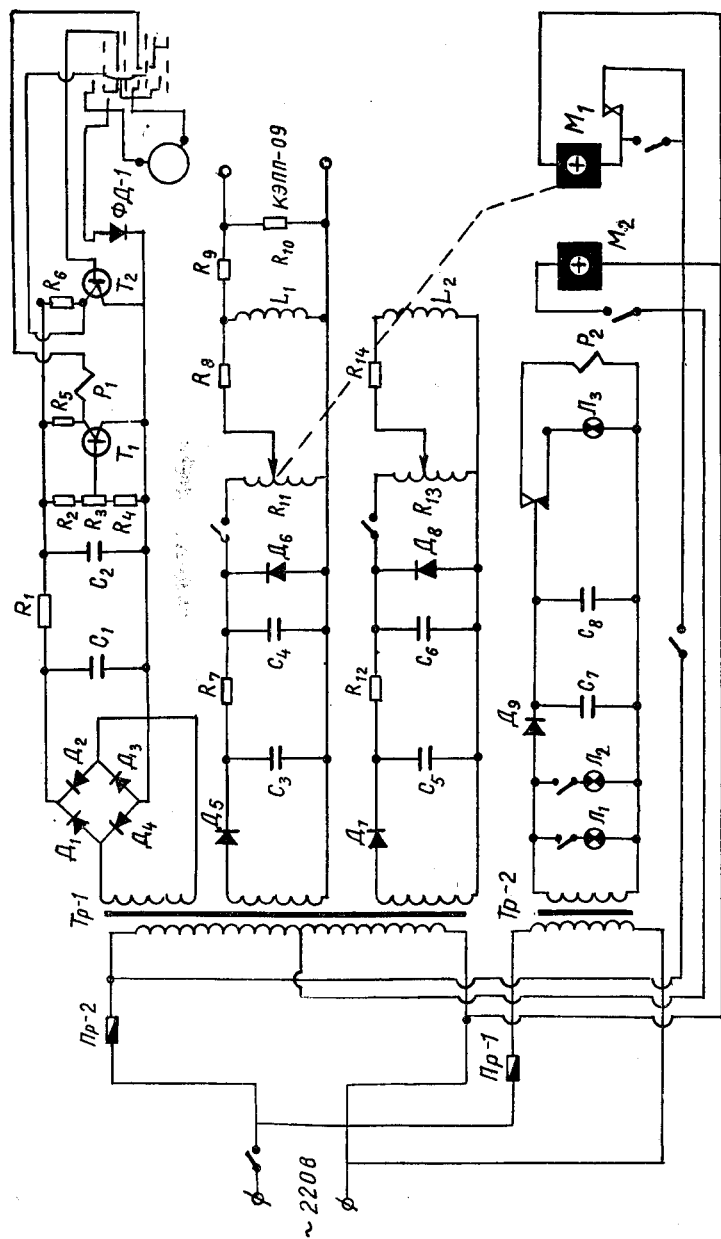 R₆
R₅
P₁
T₂
ФД-1
T₁
R₂
R₃
R₄
R₁
C₂
C₁
Д₂
Д₃
Д₁
Д₄
Тр-1
КЭПП-09
R₉
R₁₀
L₁
R₈
R₁₁
Д₆
C₄
R₇
C₃
Д₅
R₁₄
L₂
R₁₃
Д₈
C₆
R₁₂
C₅
Д₇
M₁
M₂
P₂
Л₃
C₈
C₇
Д₉
Л₂
Л₁
Тр-2
Пр-2
Пр-1
~220В